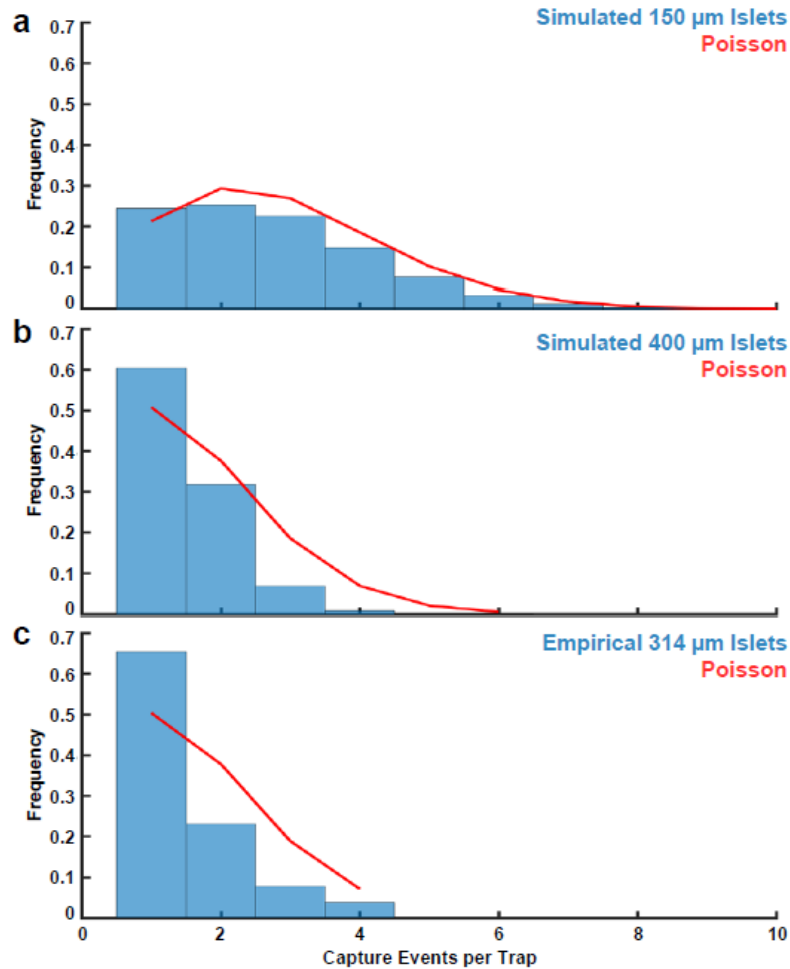 a
Simulated 150 µm Islets
Poisson
0.7
0.6
0.5
0.4
0.3
0.2
0.1
0
Frequency
b
Simulated 400 µm Islets
Poisson
0.7
0.6
0.5
0.4
0.3
0.2
0.1
0
Frequency
c
Empirical 314 µm Islets
Poisson
0.7
0.6
0.5
0.4
0.3
0.2
0.1
0
Frequency
0 2 4 6 8 10
Capture Events per Trap